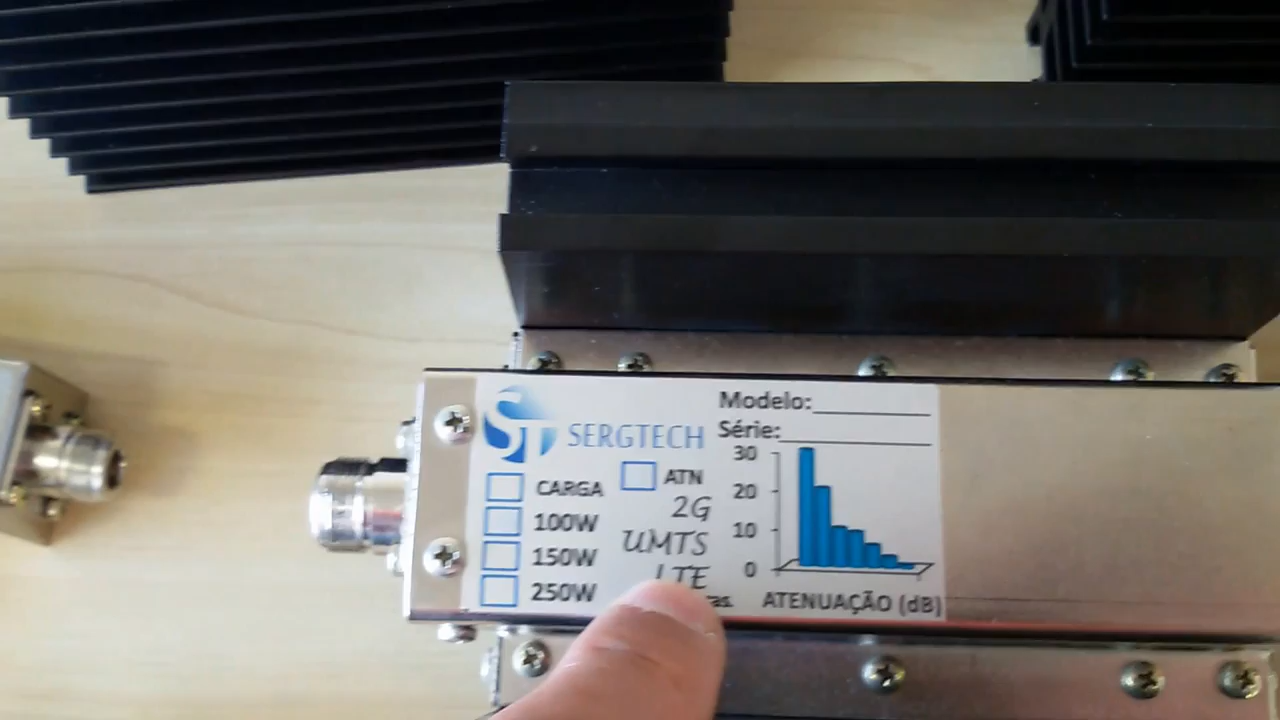 ST SERGTECH
CARGA
100W
150W
250W
ATN
2G
UMTS
LTE
Modelo:
Série:
30
20
10
0
ATENUAÇÃO (dB)